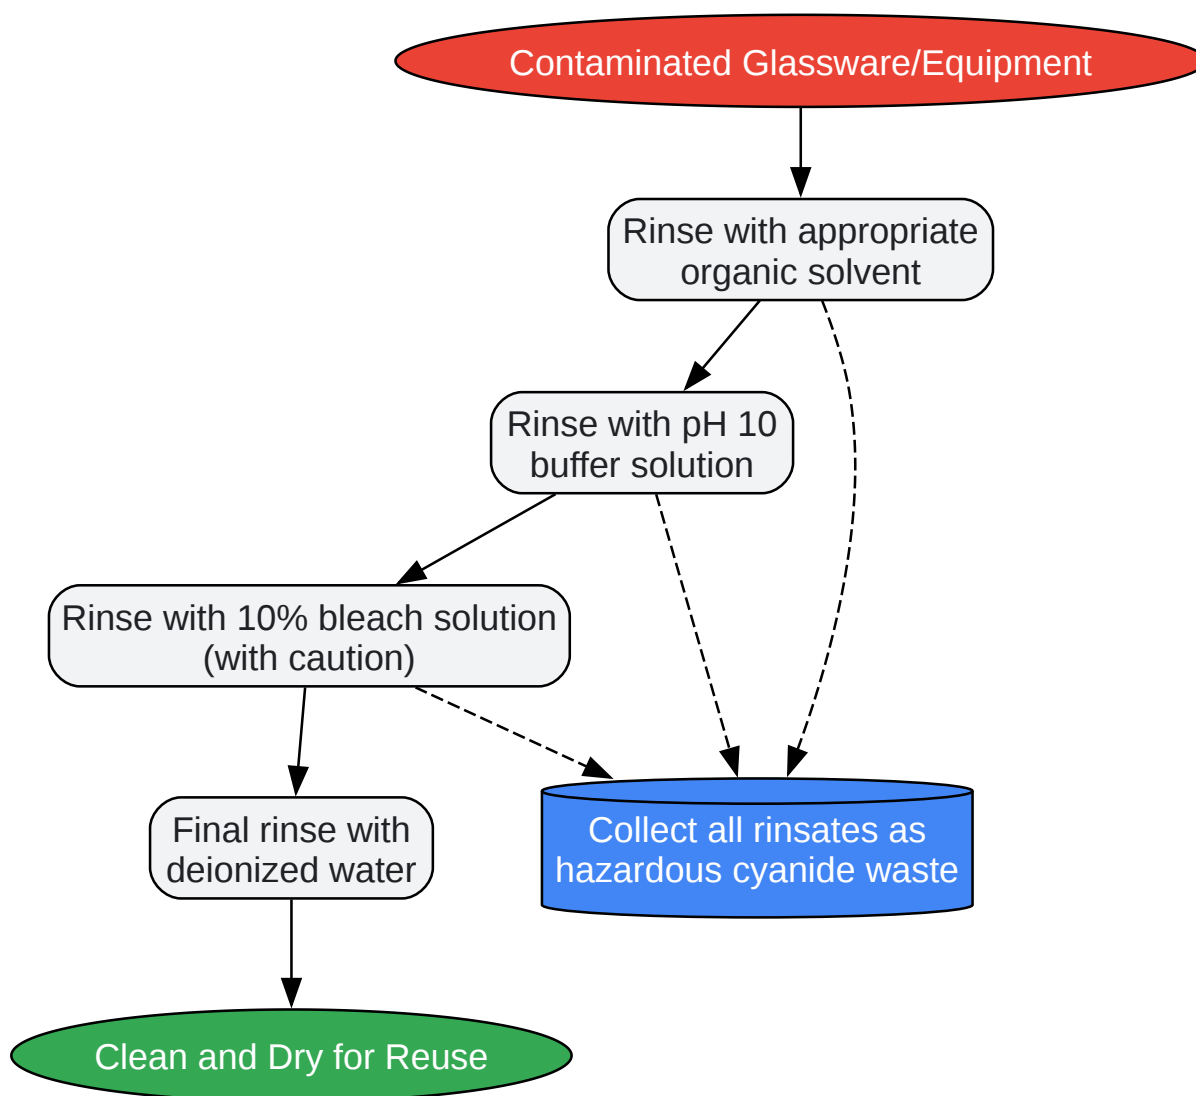 Contaminated Glassware/Equipment
Rinse with appropriate
organic solvent
Rinse with pH 10
buffer solution
Rinse with 10% bleach solution
(with caution)
Final rinse with
deionized water
Collect all rinsates as
hazardous cyanide waste
Clean and Dry for Reuse